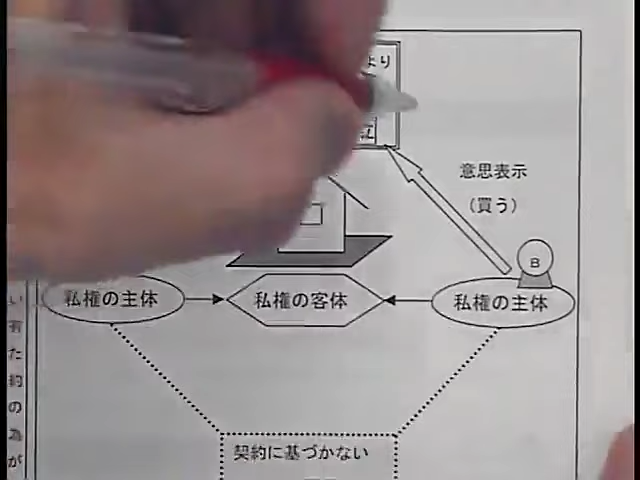 より
意思表示
(買う)
B
私権の主体
私権の客体
私権の主体
契約に基づかない
い
有
た
約
の
為
が